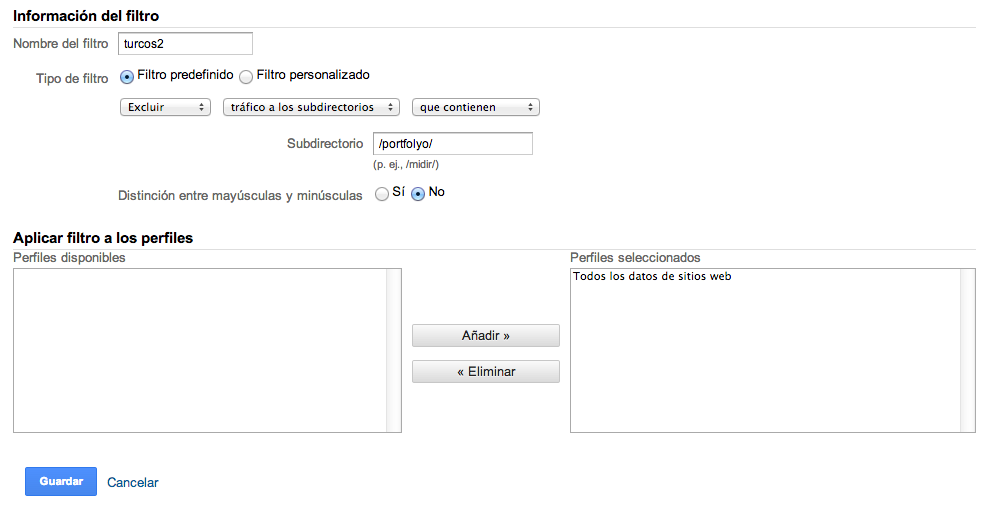 Información del filtro
Nombre del filtro turcos2
Tipo de filtro Filtro predefinido Filtro personalizado
Excluir tráfico a los subdirectorios que contienen
Subdirectorio /portfolyo/
(p. ej., /midir/)
Distinción entre mayúsculas y minúsculas Sí No
Aplicar filtro a los perfiles
Perfiles disponibles Perfiles seleccionados
Todos los datos de sitios web
Añadir »
« Eliminar
Guardar Cancelar